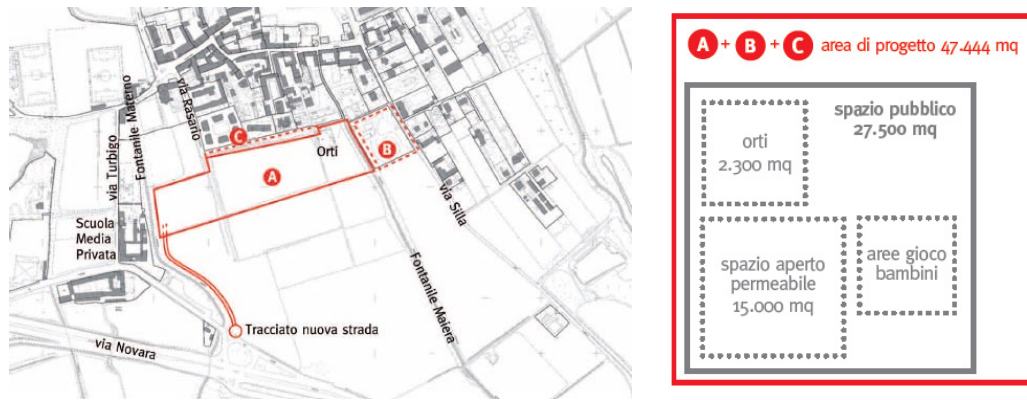 via Rasario
Fontanile Materno
via Turbigo
C
Orti
B
A
via Silla
Scuola
Media
Privata
Fontanile Maiera
Tracciato nuova strada
via Novara
A + B + C area di progetto 47.444 mq
spazio pubblico
27.500 mq
orti
2.300 mq
spazio aperto
permeabile
15.000 mq
aree gioco
bambini